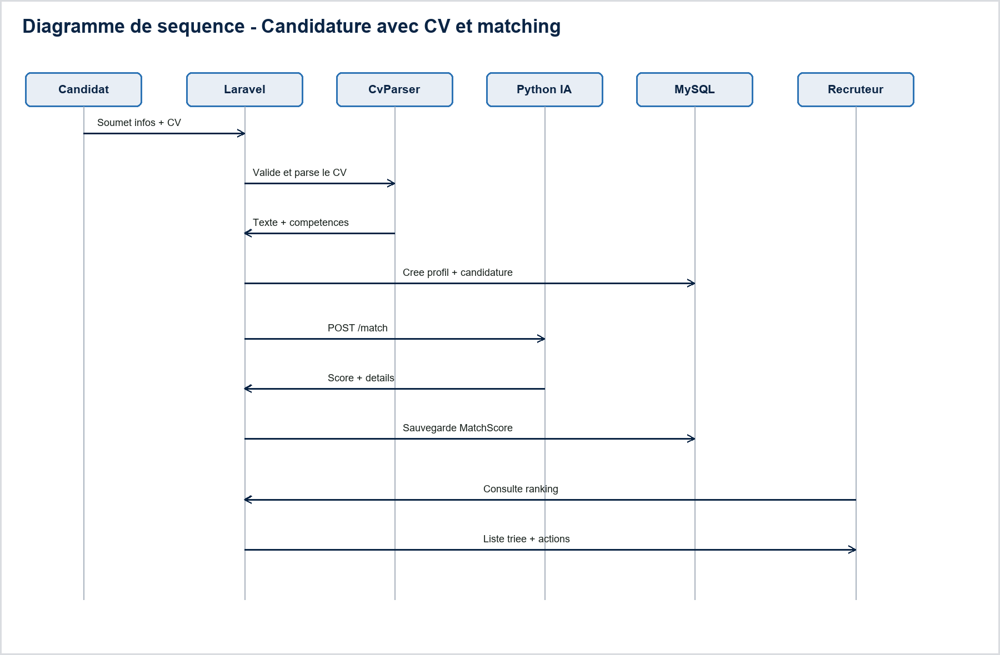 Diagramme de sequence - Candidature avec CV et matching
Candidat
Laravel
CvParser
Python IA
MySQL
Recruteur
Soumet infos + CV
Valide et parse le CV
Texte + competences
Cree profil + candidature
POST /match
Score + details
Sauvegarde MatchScore
Consulte ranking
Liste triee + actions